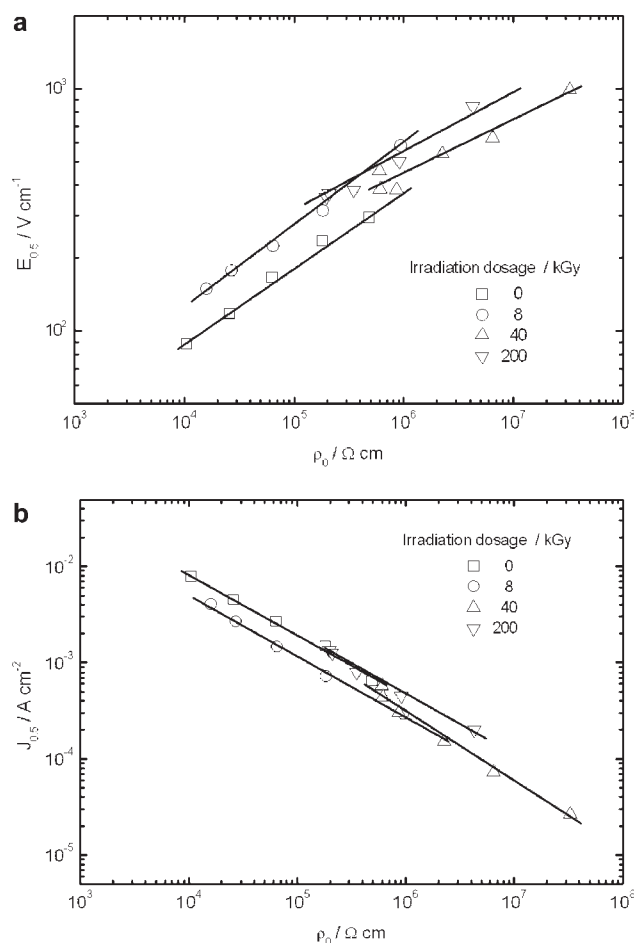 a
10³
10²
E₀.₅ / V cm⁻¹
Irradiation dosage / kGy
0
8
40
200
10³ 10⁴ 10⁵ 10⁶ 10⁷ 10⁸
ρ₀ / Ω cm
b
10⁻²
10⁻³
10⁻⁴
10⁻⁵
J₀.₅ / A cm⁻²
Irradiation dosage / kGy
0
8
40
200
10³ 10⁴ 10⁵ 10⁶ 10⁷ 10⁸
ρ₀ / Ω cm